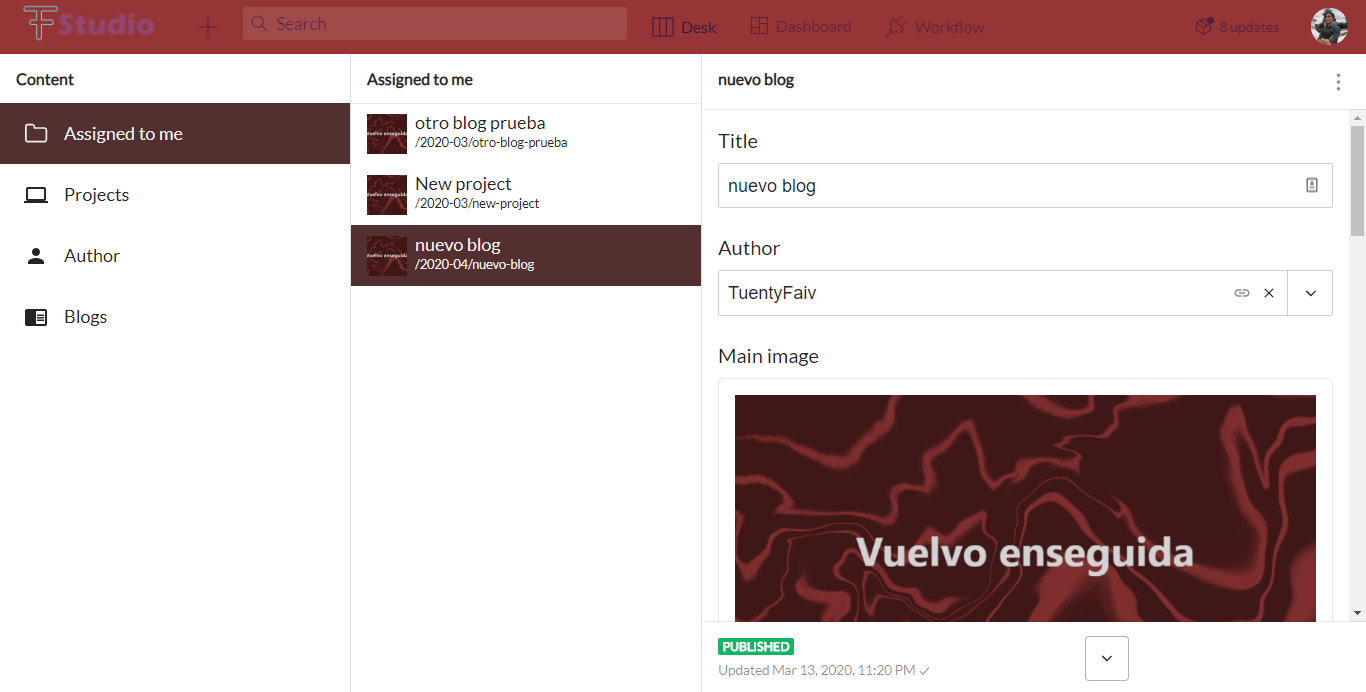 Studio
Search
Desk
Dashboard
Workflow
8 updates
Content
Assigned to me
Projects
Author
Blogs
Assigned to me
otro blog prueba
/2020-03/otro-blog-prueba
New project
/2020-03/new-project
nuevo blog
/2020-04/nuevo-blog
nuevo blog
Title
nuevo blog
Author
TuentyFaiv
Main image
Vuelvo enseguida
PUBLISHED
Updated Mar 13, 2020, 11:20 PM